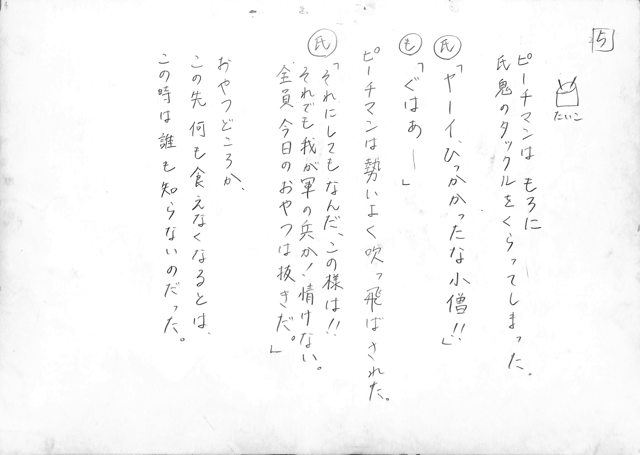 5
たいこ
ピーチマンは もろに
氏鬼のタックルをくらってしまった。
氏「ヤーイ、ひっかかったな小僧!!」
も「ぐはあー」
ピーチマンは勢いよく吹っ飛ばされた。
氏「それにしてもなんだ、この様は!!
それでも我が軍の兵か!情けない。
全員 今日のおやつは抜きだ。」
おやつどころか、
この先 何も食えなくなるとは、
この時は誰も知らないのだった。